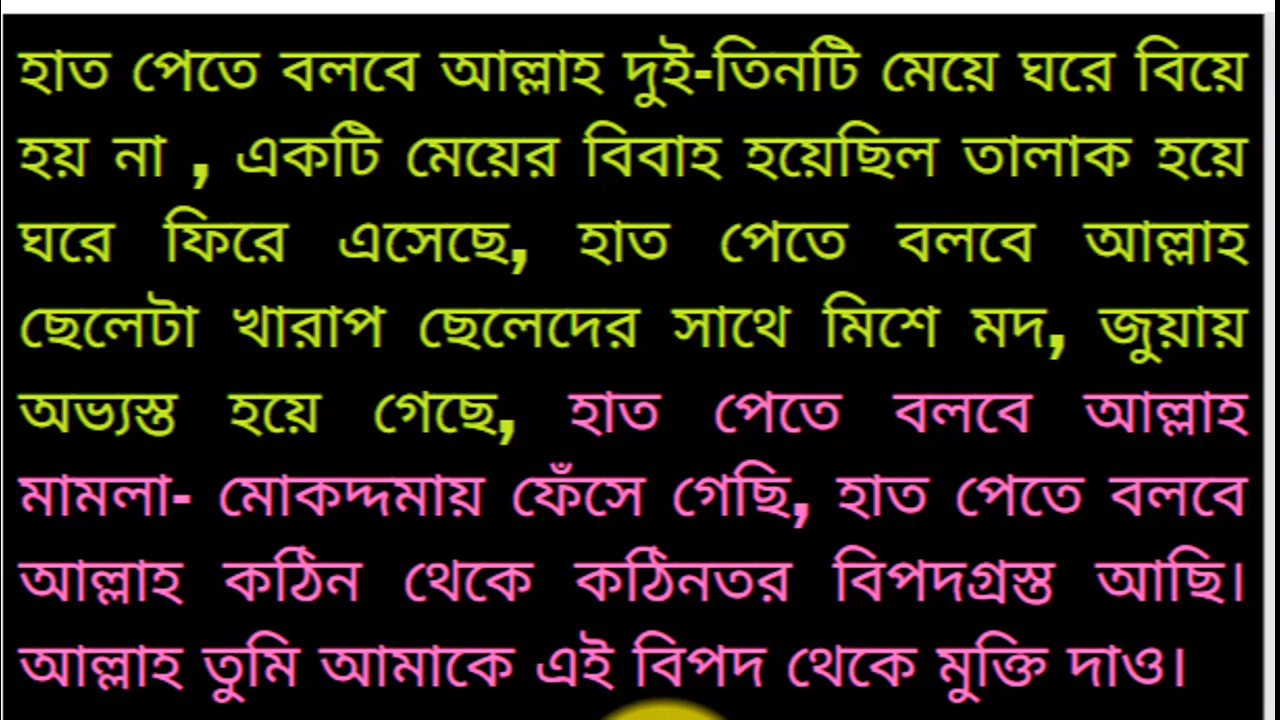 হাত পেতে বলবে আল্লাহ দুই-তিনটি মেয়ে ঘরে বিয়ে
হয় না , একটি মেয়ের বিবাহ হয়েছিল তালাক হয়ে
ঘরে ফিরে এসেছে, হাত পেতে বলবে আল্লাহ
ছেলেটা খারাপ ছেলেদের সাথে মিশে মদ, জুয়ায়
অভ্যস্ত হয়ে গেছে, হাত পেতে বলবে আল্লাহ
মামলা- মোকদ্দমায় ফেঁসে গেছি, হাত পেতে বলবে
আল্লাহ কঠিন থেকে কঠিনতর বিপদগ্রস্ত আছি।
আল্লাহ তুমি আমাকে এই বিপদ থেকে মুক্তি দাও।